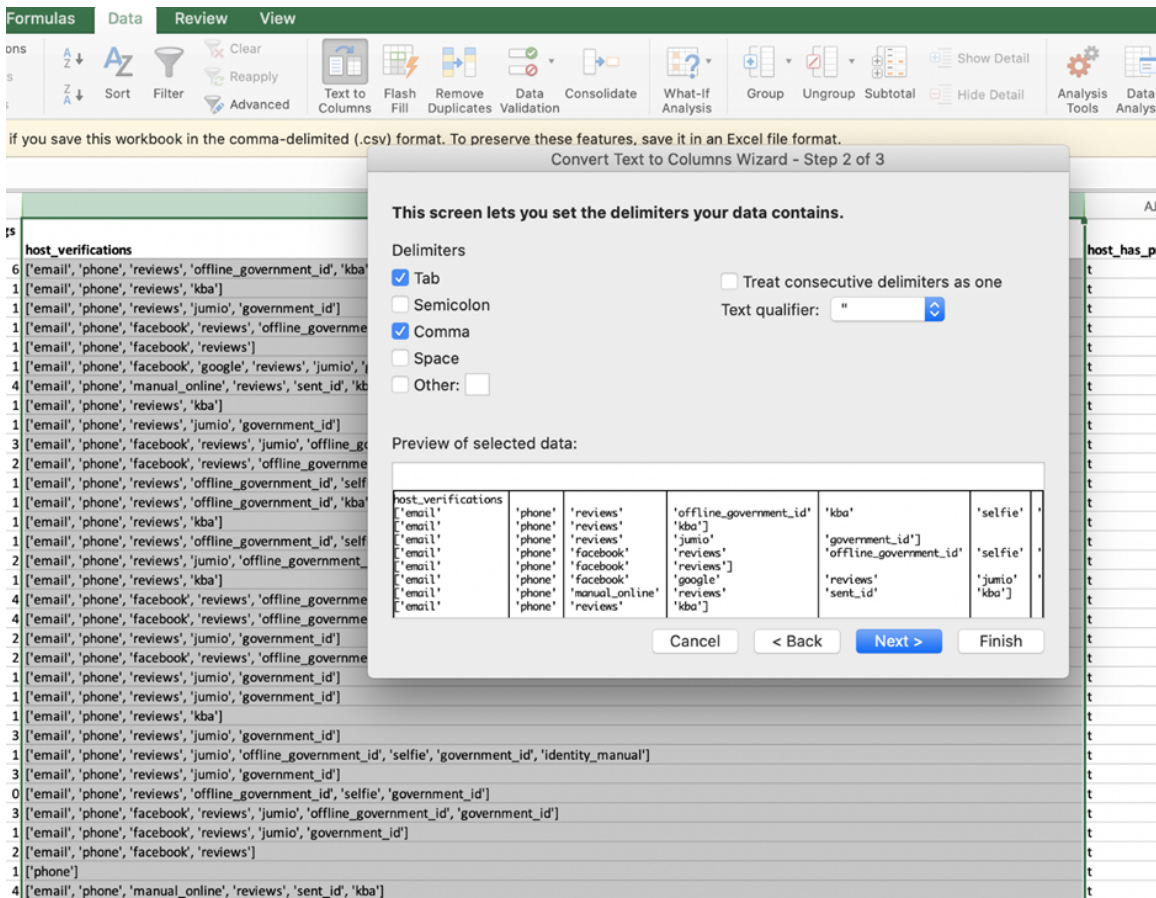 Formulas Data Review View
ons
Clear
Reapply
Advanced
Sort
Filter
Text to Columns
Flash Fill
Remove Duplicates
Data Validation
Consolidate
What-If Analysis
Group
Ungroup
Subtotal
Show Detail
Hide Detail
Analysis Tools
Data Analys
if you save this workbook in the comma-delimited (.csv) format. To preserve these features, save it in an Excel file format.
Convert Text to Columns Wizard - Step 2 of 3
This screen lets you set the delimiters your data contains.
Delimiters
Tab
Semicolon
Comma
Space
Other:
Treat consecutive delimiters as one
Text qualifier: "
Preview of selected data:
host_verifications
['email' 'phone' 'reviews' 'offline_government_id' 'kba' 'selfie' '
['email' 'phone' 'reviews' 'kba']
['email' 'phone' 'reviews' 'jumio' 'government_id']
['email' 'phone' 'facebook' 'reviews' 'offline_government_id' 'selfie' '
['email' 'phone' 'facebook' 'reviews']
['email' 'phone' 'facebook' 'google' 'reviews' 'jumio' '
['email' 'phone' 'manual_online' 'reviews' 'sent_id' 'kba']
['email' 'phone' 'reviews' 'kba']
Cancel
< Back
Next >
Finish
AJ
gs host_verifications host_has_p
6 ['email', 'phone', 'reviews', 'offline_government_id', 'kba' t
1 ['email', 'phone', 'reviews', 'kba'] t
1 ['email', 'phone', 'reviews', 'jumio', 'government_id'] t
1 ['email', 'phone', 'facebook', 'reviews', 'offline_governme t
1 ['email', 'phone', 'facebook', 'reviews'] t
1 ['email', 'phone', 'facebook', 'google', 'reviews', 'jumio', 'g t
4 ['email', 'phone', 'manual_online', 'reviews', 'sent_id', 'kb t
1 ['email', 'phone', 'reviews', 'kba'] t
1 ['email', 'phone', 'reviews', 'jumio', 'government_id'] t
3 ['email', 'phone', 'facebook', 'reviews', 'jumio', 'offline_go t
2 ['email', 'phone', 'facebook', 'reviews', 'offline_governme t
1 ['email', 'phone', 'reviews', 'offline_government_id', 'self t
1 ['email', 'phone', 'reviews', 'offline_government_id', 'kba' t
1 ['email', 'phone', 'reviews', 'kba'] t
1 ['email', 'phone', 'reviews', 'offline_government_id', 'self t
2 ['email', 'phone', 'reviews', 'jumio', 'offline_government_ t
1 ['email', 'phone', 'reviews', 'kba'] t
4 ['email', 'phone', 'facebook', 'reviews', 'offline_governme t
4 ['email', 'phone', 'facebook', 'reviews', 'offline_governme t
2 ['email', 'phone', 'reviews', 'jumio', 'government_id'] t
2 ['email', 'phone', 'facebook', 'reviews', 'offline_governme t
1 ['email', 'phone', 'reviews', 'jumio', 'government_id'] t
1 ['email', 'phone', 'reviews', 'jumio', 'government_id'] t
1 ['email', 'phone', 'reviews', 'kba'] t
3 ['email', 'phone', 'reviews', 'jumio', 'government_id'] t
1 ['email', 'phone', 'reviews', 'jumio', 'offline_government_id', 'selfie', 'government_id', 'identity_manual'] t
3 ['email', 'phone', 'reviews', 'jumio', 'government_id'] t
0 ['email', 'phone', 'reviews', 'offline_government_id', 'selfie', 'government_id'] t
3 ['email', 'phone', 'facebook', 'reviews', 'jumio', 'offline_government_id', 'government_id'] t
1 ['email', 'phone', 'facebook', 'reviews', 'jumio', 'government_id'] t
2 ['email', 'phone', 'facebook', 'reviews'] t
1 ['phone'] t
4 ['email', 'phone', 'manual_online', 'reviews', 'sent_id', 'kba'] t